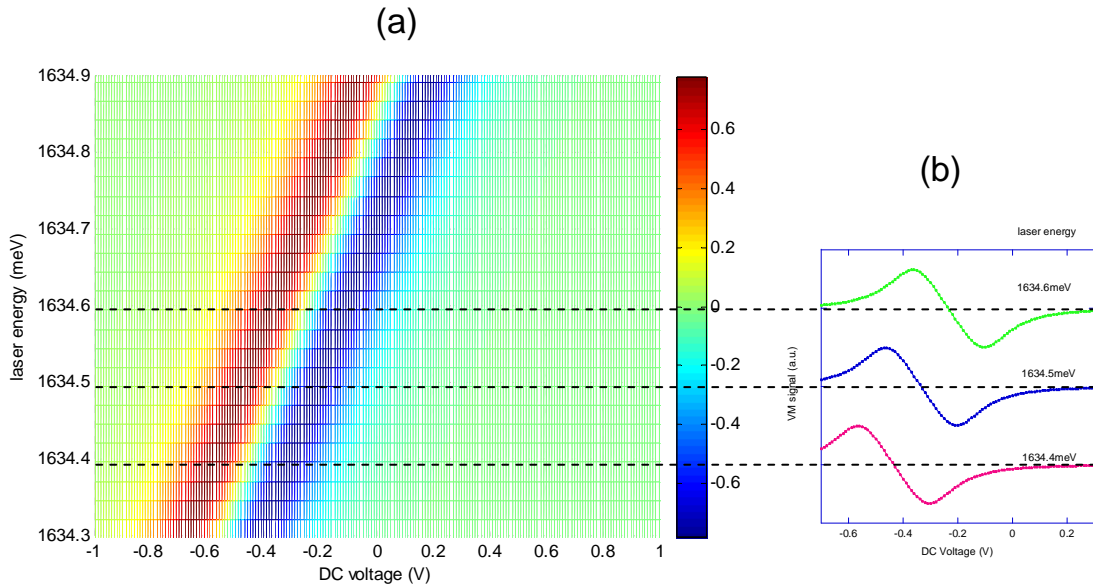 (a)
1634.9
1634.8
1634.7
1634.6
1634.5
1634.4
1634.3
laser energy (meV)
-1 -0.8 -0.6 -0.4 -0.2 0 0.2 0.4 0.6 0.8 1
DC voltage (V)
0.6
0.4
0.2
0
-0.2
-0.4
-0.6
(b)
laser energy
1634.6meV
1634.5meV
1634.4meV
VM signal (a.u.)
-0.6 -0.4 -0.2 0 0.2
DC Voltage (V)